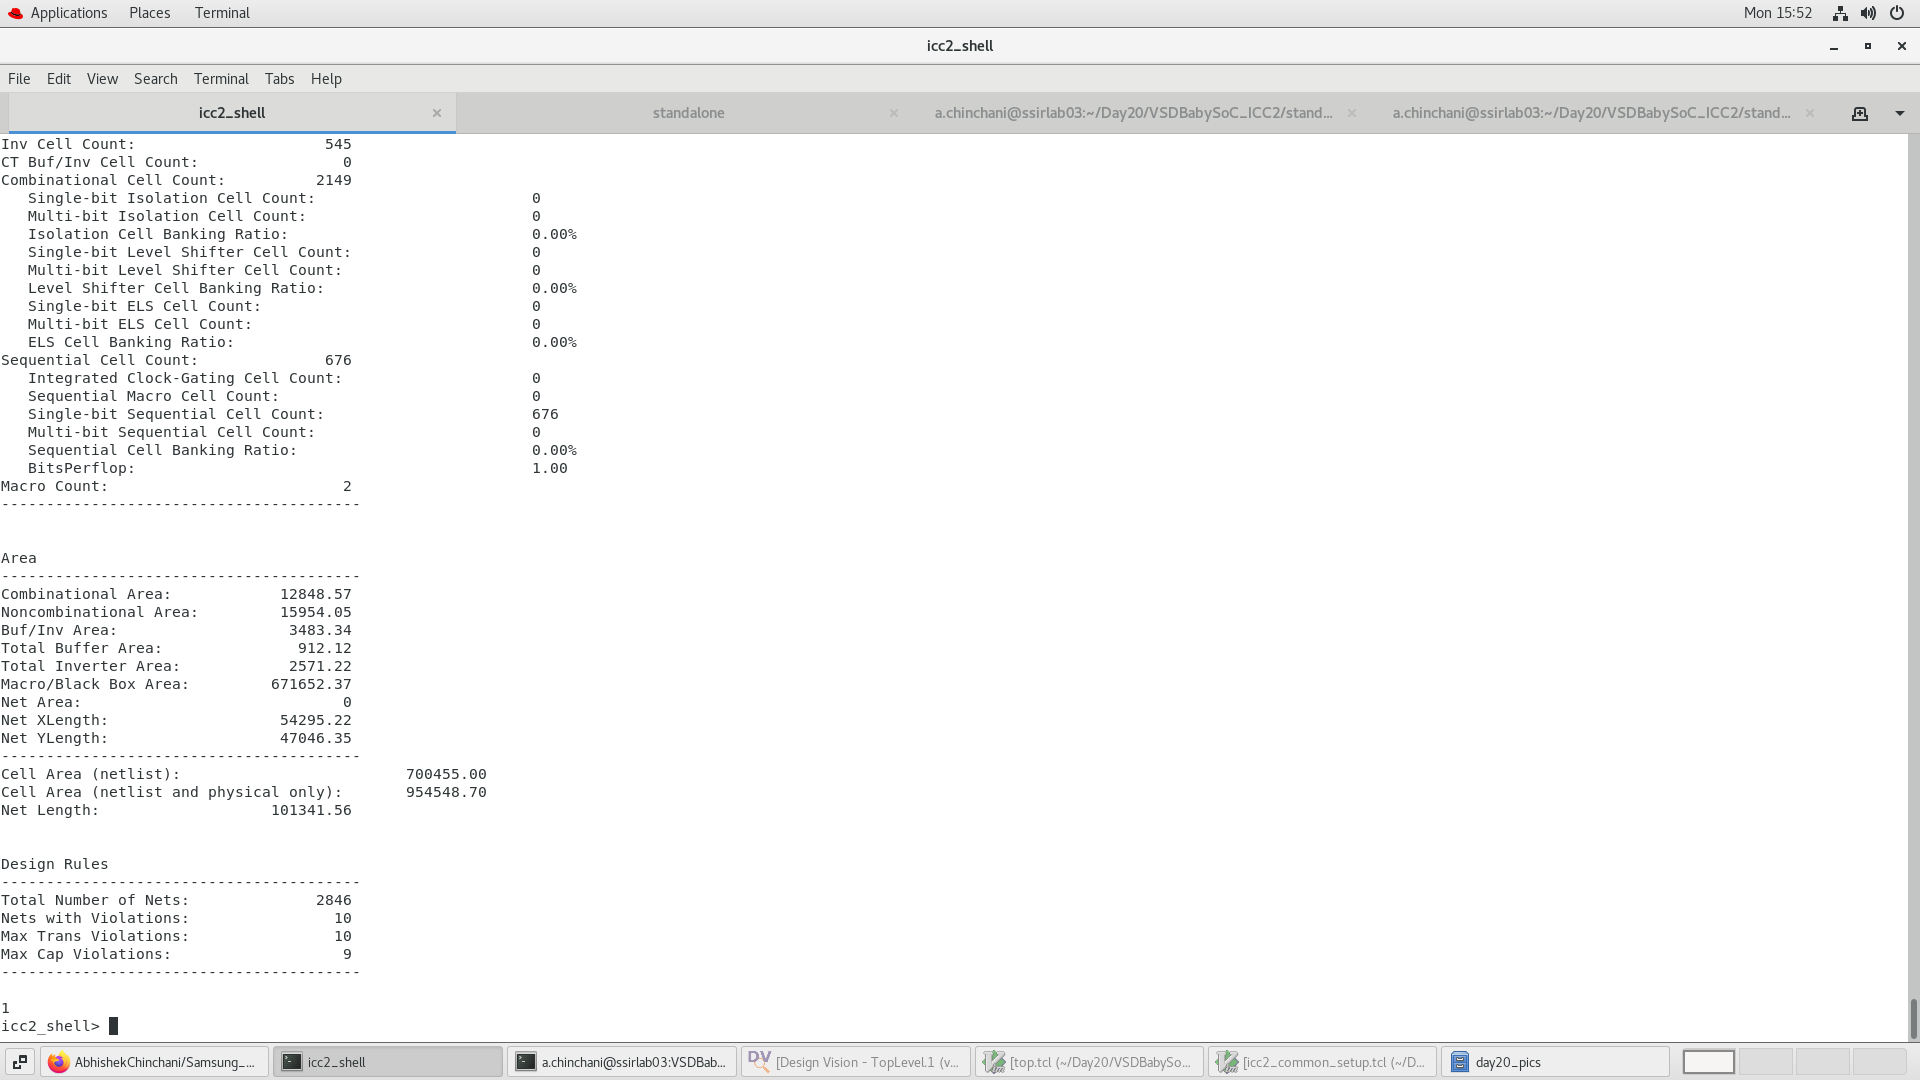 Applications Places Terminal Mon 15:52
icc2_shell
File Edit View Search Terminal Tabs Help
icc2_shell × standalone × a.chinchani@ssirlab03:~/Day20/VSDBabySoC_ICC2/stand... × a.chinchani@ssirlab03:~/Day20/VSDBabySoC_ICC2/stand... ×
Inv Cell Count: 545
CT Buf/Inv Cell Count: 0
Combinational Cell Count: 2149
Single-bit Isolation Cell Count: 0
Multi-bit Isolation Cell Count: 0
Isolation Cell Banking Ratio: 0.00%
Single-bit Level Shifter Cell Count: 0
Multi-bit Level Shifter Cell Count: 0
Level Shifter Cell Banking Ratio: 0.00%
Single-bit ELS Cell Count: 0
Multi-bit ELS Cell Count: 0
ELS Cell Banking Ratio: 0.00%
Sequential Cell Count: 676
Integrated Clock-Gating Cell Count: 0
Sequential Macro Cell Count: 0
Single-bit Sequential Cell Count: 676
Multi-bit Sequential Cell Count: 0
Sequential Cell Banking Ratio: 0.00%
BitsPerflop: 1.00
Macro Count: 2
----------------------------------------
Area
----------------------------------------
Combinational Area: 12848.57
Noncombinational Area: 15954.05
Buf/Inv Area: 3483.34
Total Buffer Area: 912.12
Total Inverter Area: 2571.22
Macro/Black Box Area: 671652.37
Net Area: 0
Net XLength: 54295.22
Net YLength: 47046.35
----------------------------------------
Cell Area (netlist): 700455.00
Cell Area (netlist and physical only): 954548.70
Net Length: 101341.56
Design Rules
----------------------------------------
Total Number of Nets: 2846
Nets with Violations: 10
Max Trans Violations: 10
Max Cap Violations: 9
----------------------------------------
1
icc2_shell>
AbhishekChinchani/Samsung_... icc2_shell a.chinchani@ssirlab03:VSDBab... DV [Design Vision - TopLevel.1 (v... [top.tcl (~/Day20/VSDBabySo... [icc2_common_setup.tcl (~/D... day20_pics